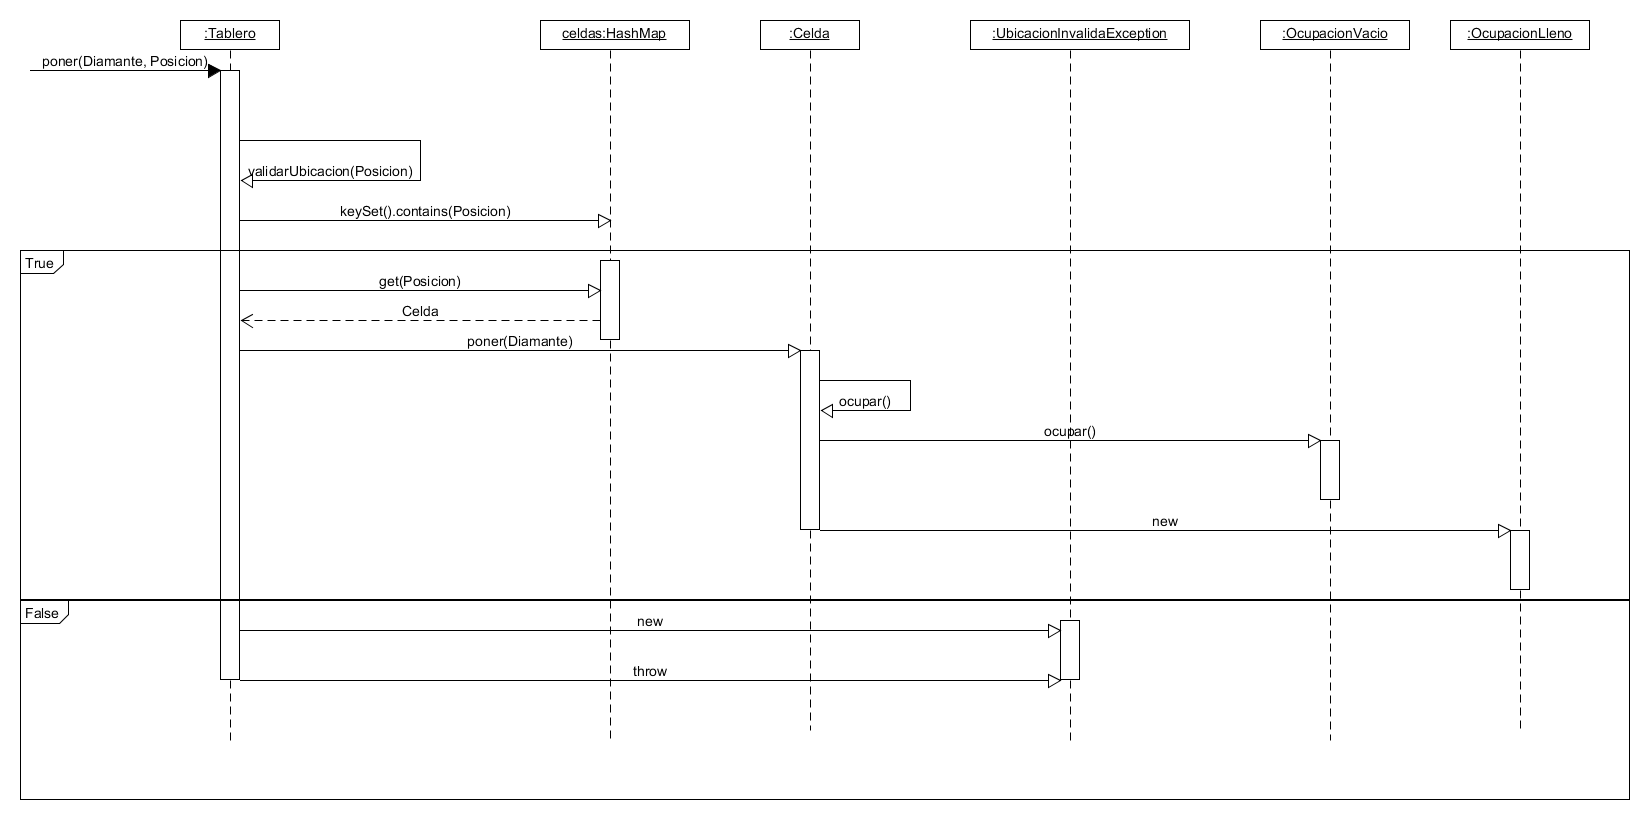 :Tablero
celdas:HashMap
:Celda
:UbicacionInvalidaException
:OcupacionVacio
:OcupacionLleno
poner(Diamante, Posicion)
validarUbicacion(Posicion)
keySet().contains(Posicion)
True
get(Posicion)
Celda
poner(Diamante)
ocupar()
ocupar()
new
False
new
throw